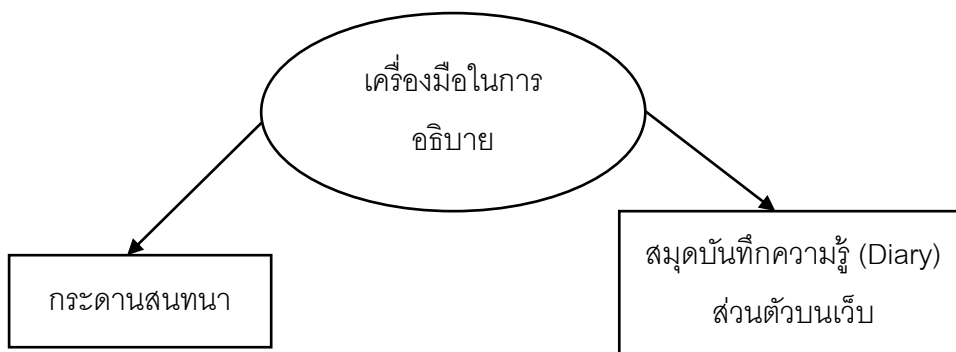 เครื่องมือในการ
อธิบาย
กระดานสนทนา
สมุดบันทึกความรู้ (Diary)
ส่วนตัวบนเว็บ